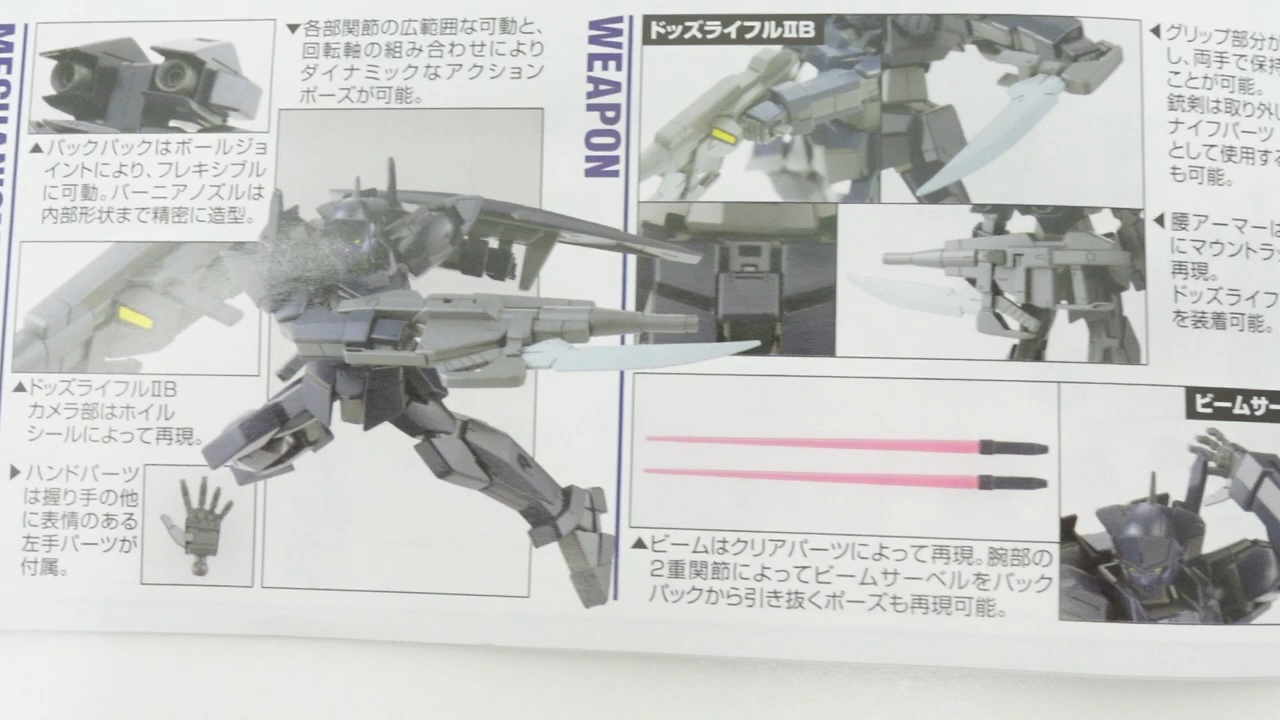 ▼各部関節の広範囲な可動と、
回転軸の組み合わせにより
ダイナミックなアクション
ポーズが可能。
▲バックパックはボールジョ
イントにより、フレキシブル
に可動。バーニアノズルは
内部形状まで精密に造型。
▲ドッズライフルⅡB
カメラ部はホイル
シールによって再現。
▶ハンドパーツ
は握り手の他
に表情のある
左手パーツが
付属。
WEAPON
ドッズライフルⅡB
◀グリップ部分が
し、両手で保持
ことが可能。
銃剣は取り外し
ナイフパーツ
として使用す
も可能。
◀腰アーマーは
にマウントラッ
再現。
ドッズライフ
を装着可能。
ビームサー
▲ビームはクリアパーツによって再現。腕部の
2重関節によってビームサーベルをバック
パックから引き抜くポーズも再現可能。